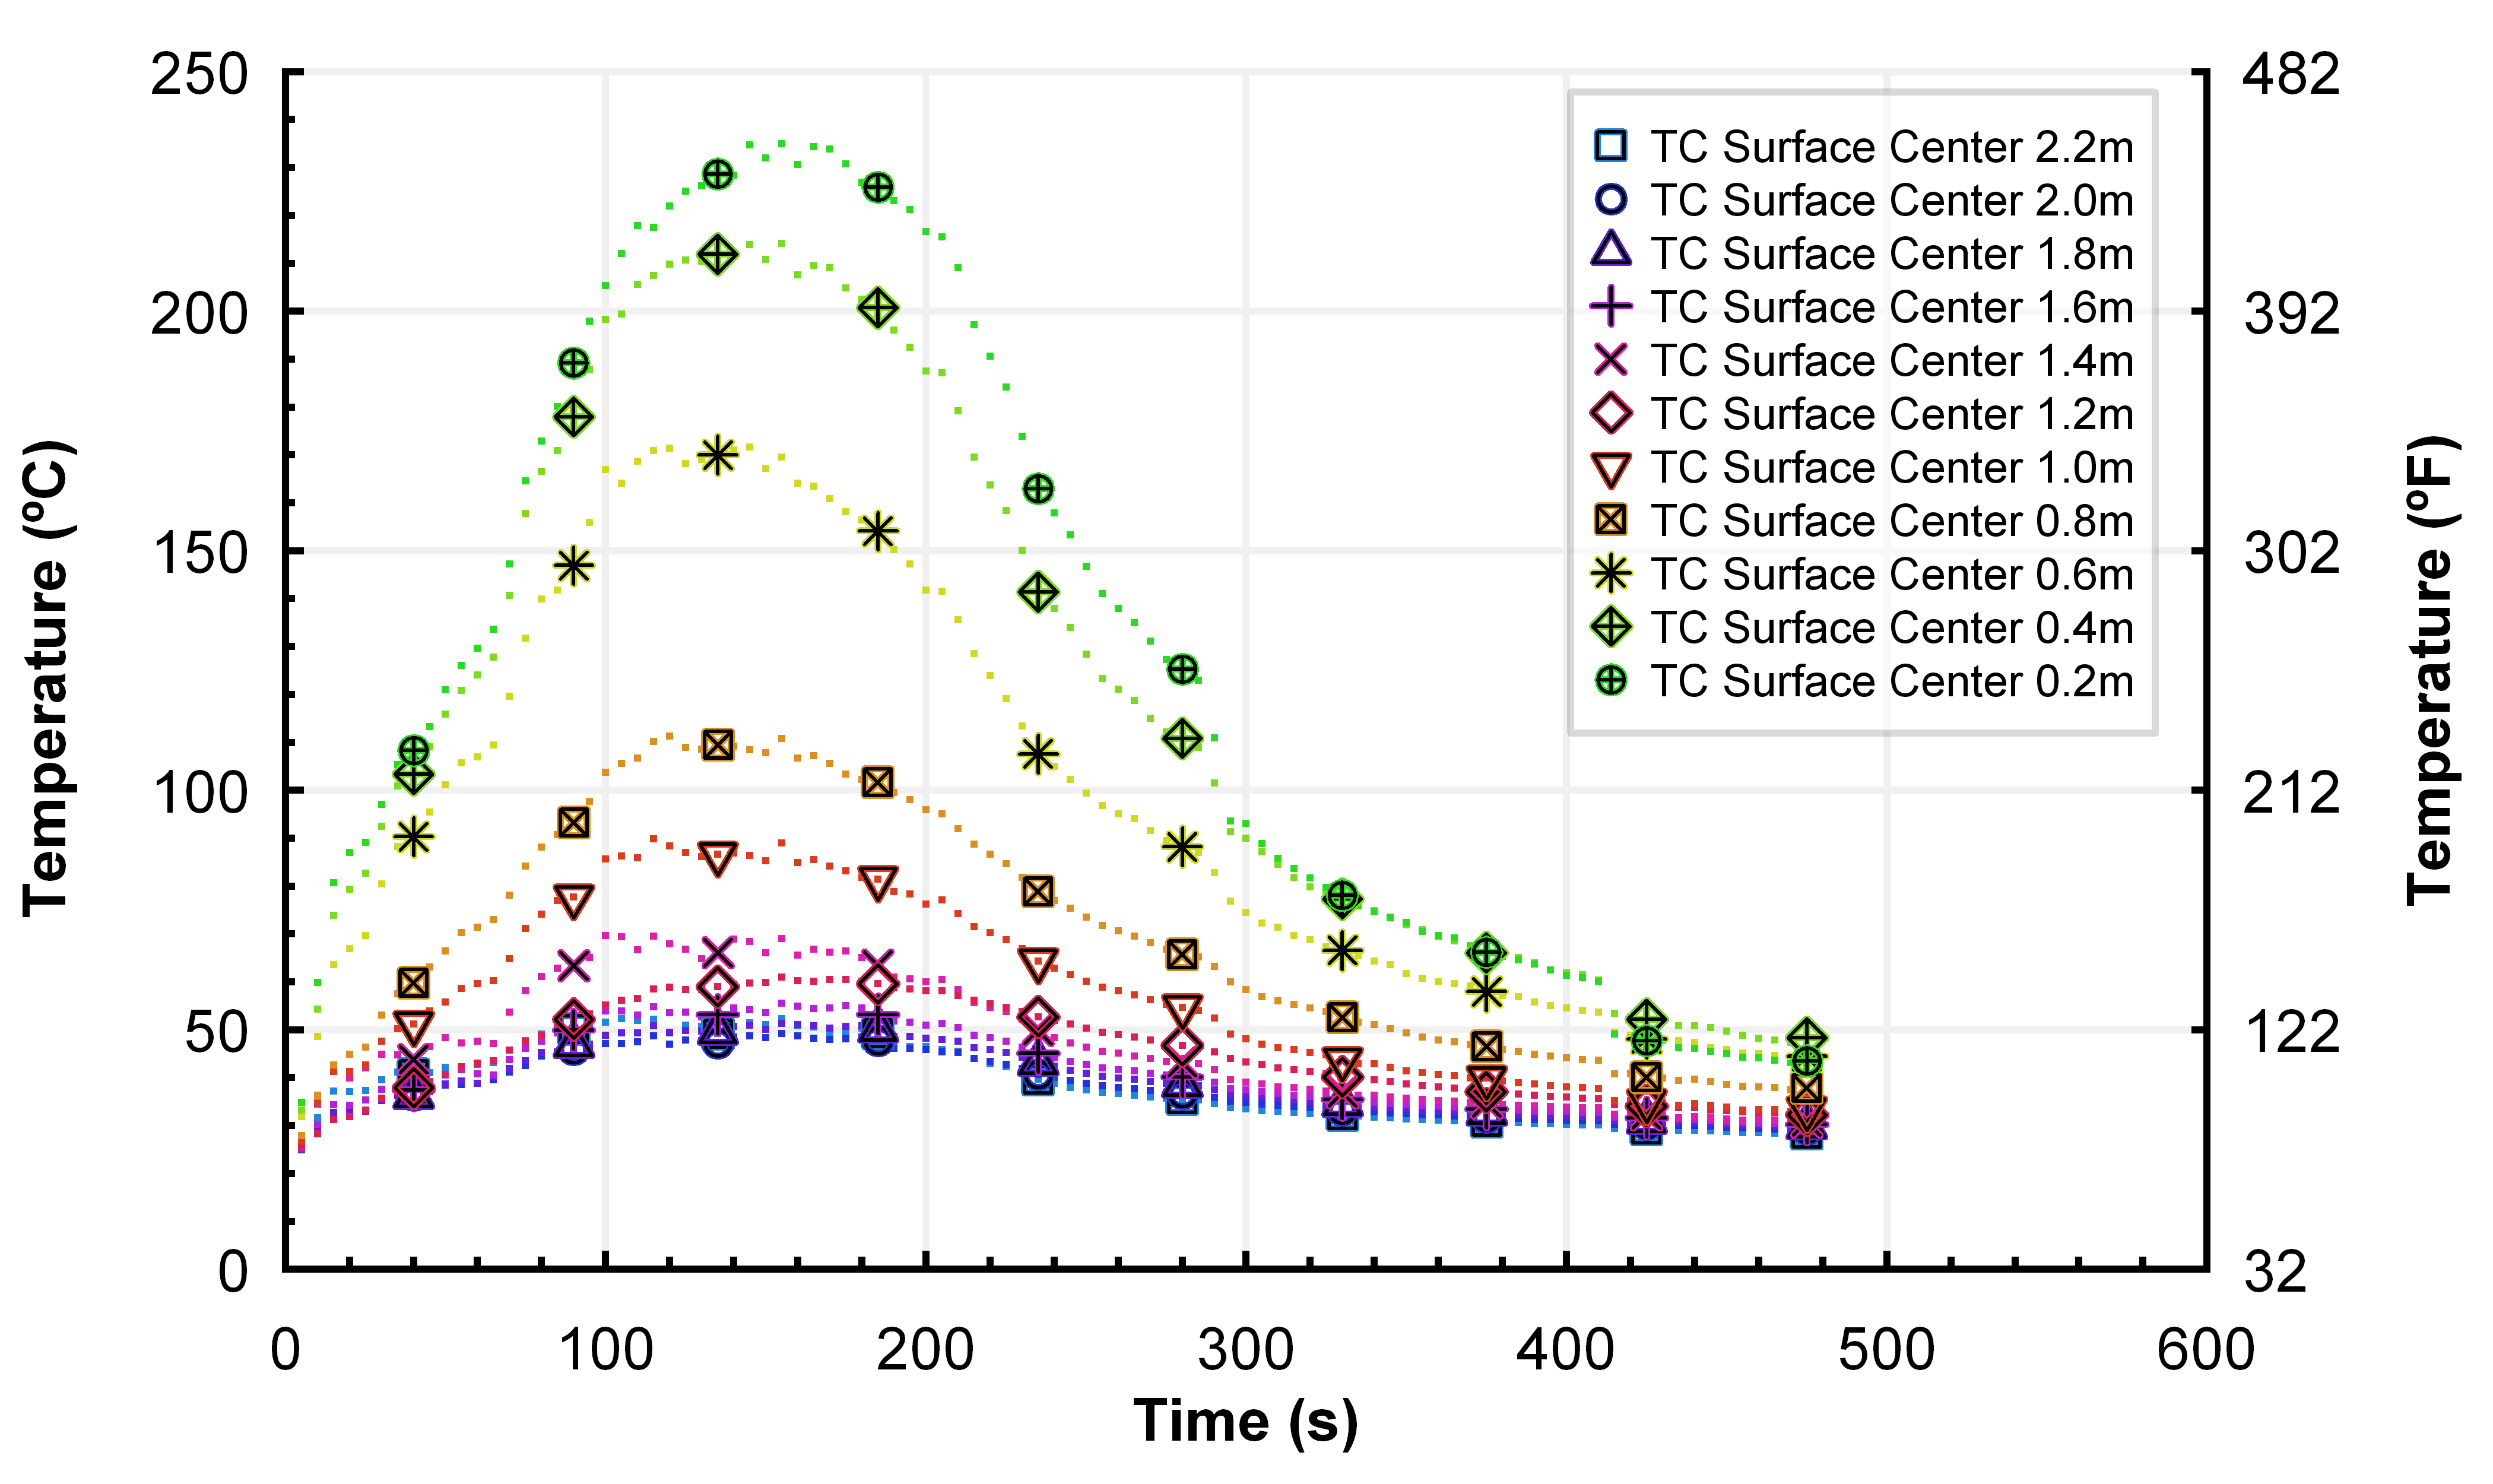 250
200
150
100
50
0
482
392
302
212
122
32
0 100 200 300 400 500 600
Time (s)
Temperature (ºC)
Temperature (ºF)
TC Surface Center 2.2m
TC Surface Center 2.0m
TC Surface Center 1.8m
TC Surface Center 1.6m
TC Surface Center 1.4m
TC Surface Center 1.2m
TC Surface Center 1.0m
TC Surface Center 0.8m
TC Surface Center 0.6m
TC Surface Center 0.4m
TC Surface Center 0.2m